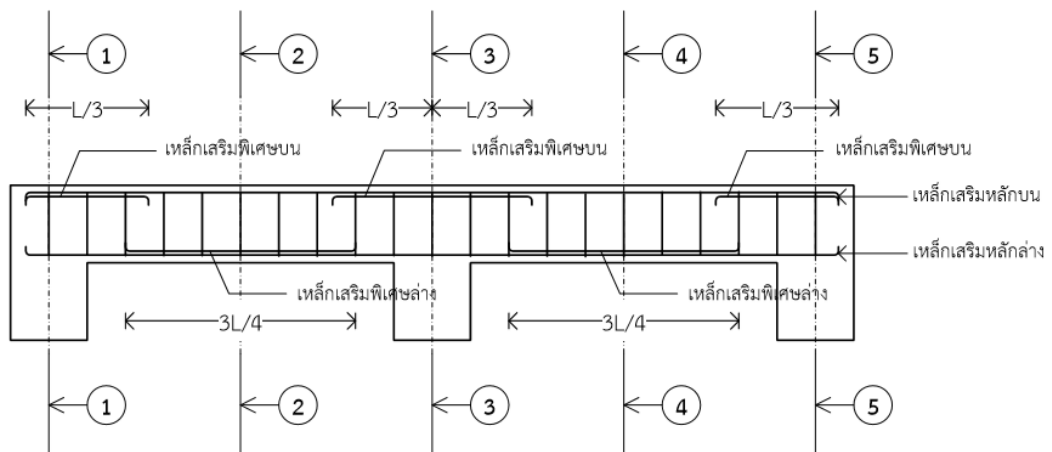 1 2 3 4 5
L/3 L/3 L/3 L/3
เหล็กเสริมพิเศษบน เหล็กเสริมพิเศษบน เหล็กเสริมพิเศษบน
เหล็กเสริมหลักบน
เหล็กเสริมหลักล่าง
เหล็กเสริมพิเศษล่าง เหล็กเสริมพิเศษล่าง
3L/4 3L/4
1 2 3 4 5